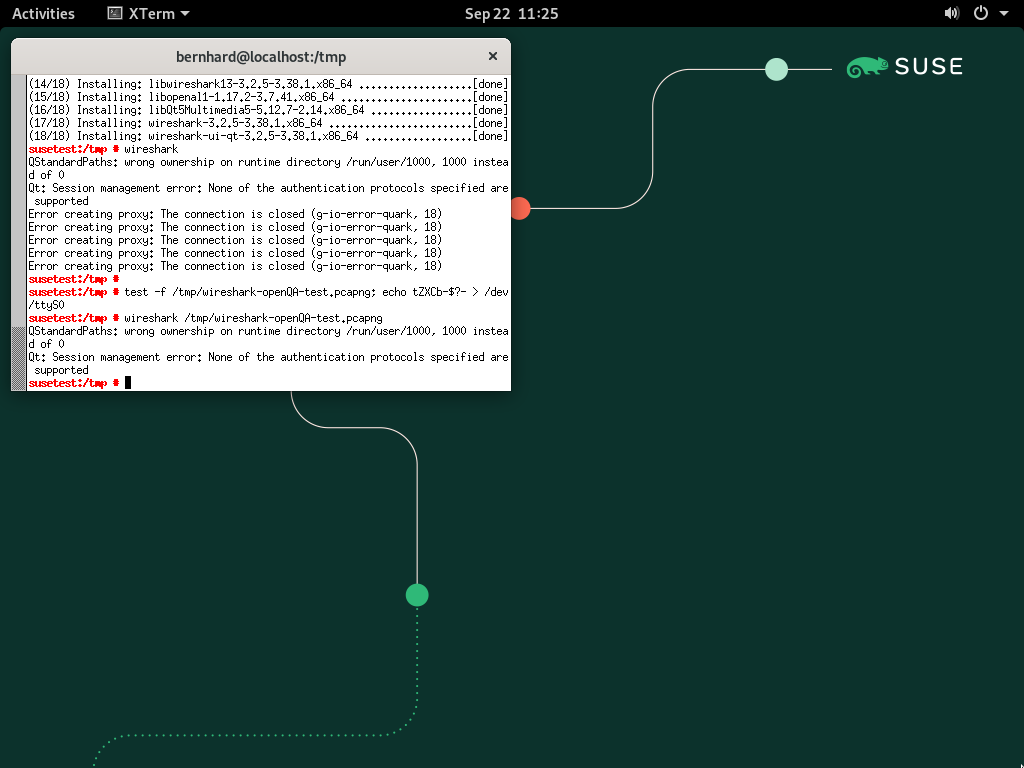 Activities XTerm Sep 22 11:25
SUSE
bernhard@localhost:/tmp ×
(14/18) Installing: libwireshark13-3.2.5-3.38.1.x86_64 ...................[done]
(15/18) Installing: libopenal1-1.17.2-3.7.41.x86_64 ......................[done]
(16/18) Installing: libQt5Multimedia5-5.12.7-2.14.x86_64 .................[done]
(17/18) Installing: wireshark-3.2.5-3.38.1.x86_64 ........................[done]
(18/18) Installing: wireshark-ui-qt-3.2.5-3.38.1.x86_64 ..................[done]
susetest:/tmp # wireshark
QStandardPaths: wrong ownership on runtime directory /run/user/1000, 1000 instea
d of 0
Qt: Session management error: None of the authentication protocols specified are
 supported
Error creating proxy: The connection is closed (g-io-error-quark, 18)
Error creating proxy: The connection is closed (g-io-error-quark, 18)
Error creating proxy: The connection is closed (g-io-error-quark, 18)
Error creating proxy: The connection is closed (g-io-error-quark, 18)
Error creating proxy: The connection is closed (g-io-error-quark, 18)
susetest:/tmp #
susetest:/tmp # test -f /tmp/wireshark-openQA-test.pcapng; echo tZXCb-$?- > /dev
/ttyS0
susetest:/tmp # wireshark /tmp/wireshark-openQA-test.pcapng
QStandardPaths: wrong ownership on runtime directory /run/user/1000, 1000 instea
d of 0
Qt: Session management error: None of the authentication protocols specified are
 supported
susetest:/tmp #